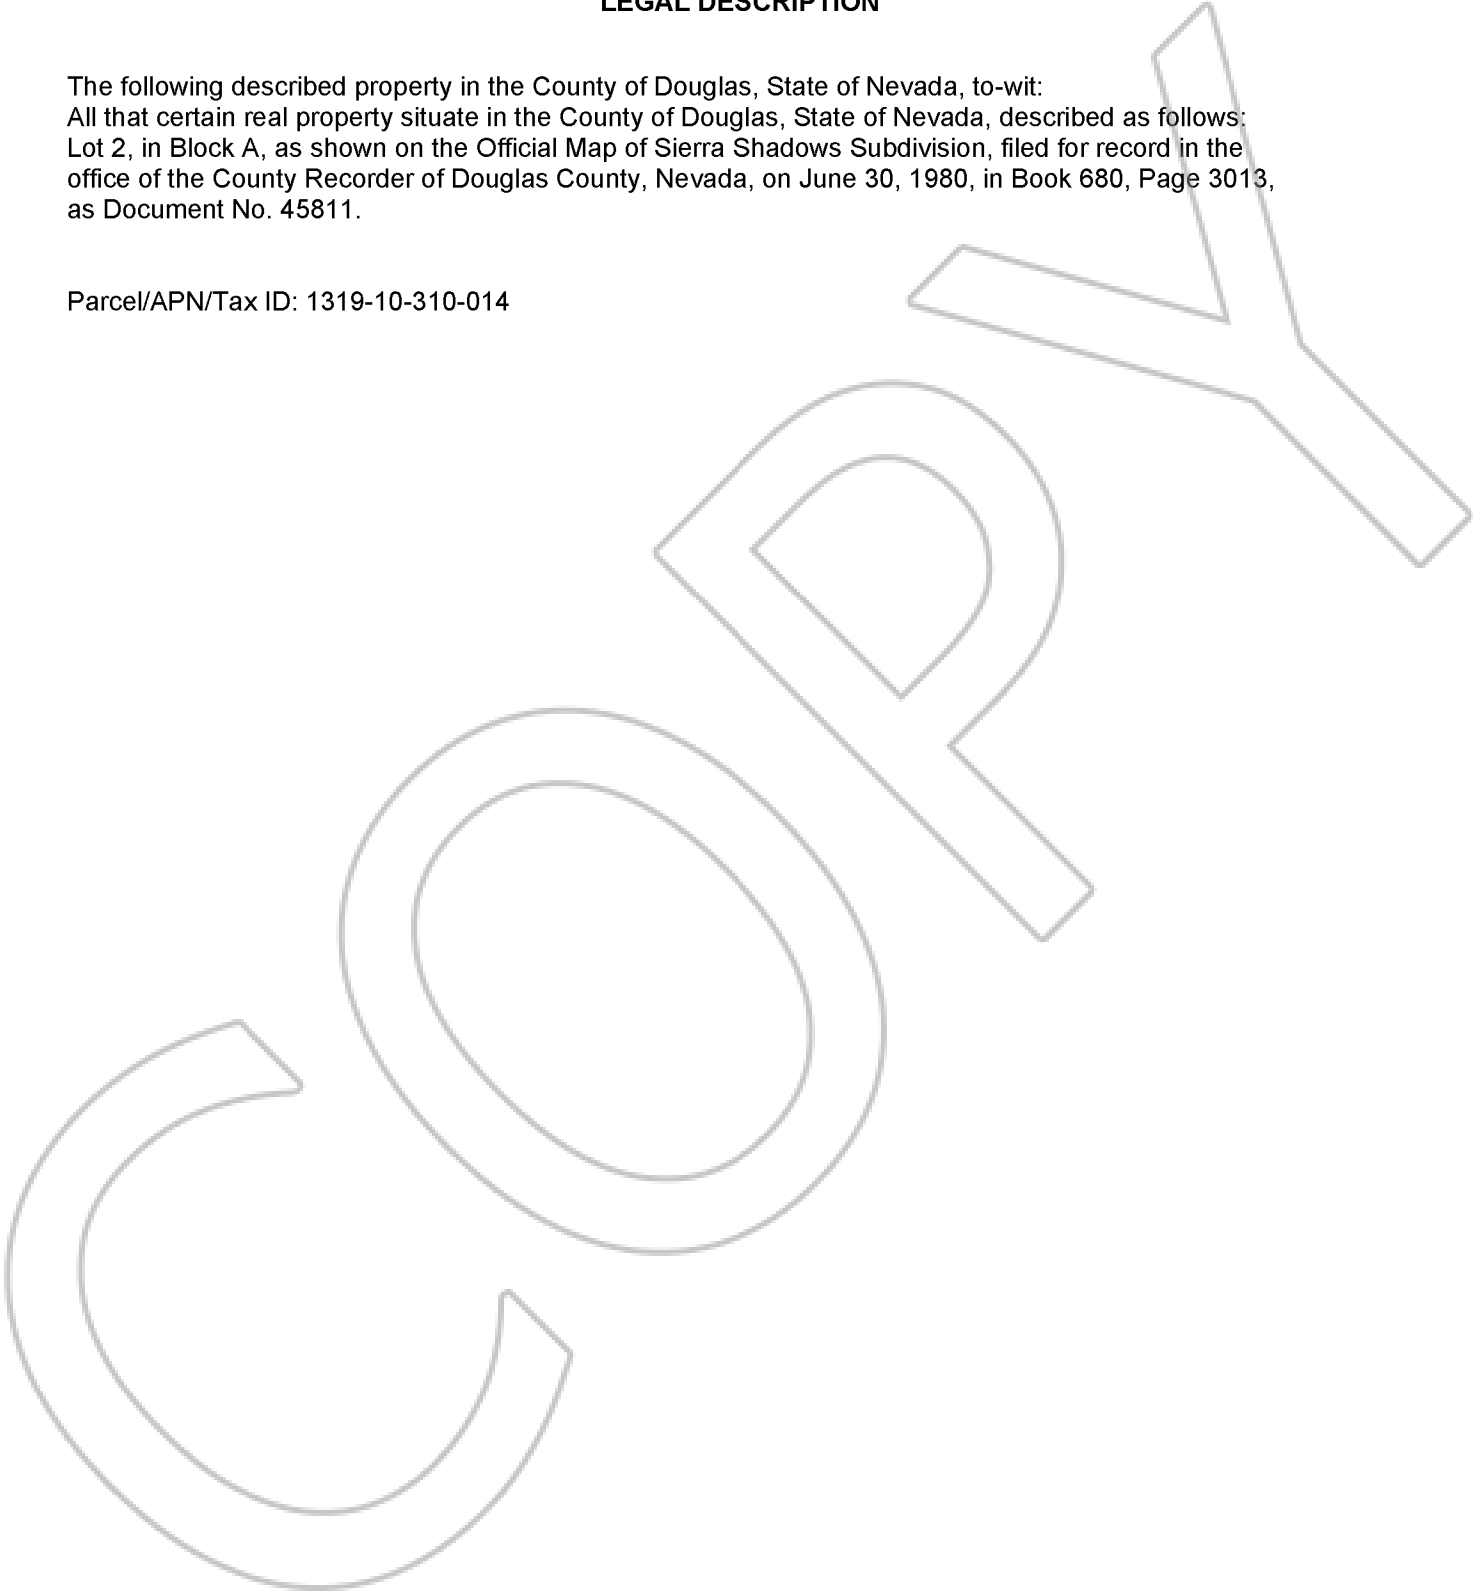 LEGAL DESCRIPTION
The following described property in the County of Douglas, State of Nevada, to-wit:
All that certain real property situate in the County of Douglas, State of Nevada, described as follows:
Lot 2, in Block A, as shown on the Official Map of Sierra Shadows Subdivision, filed for record in the
office of the County Recorder of Douglas County, Nevada, on June 30, 1980, in Book 680, Page 3013,
as Document No. 45811.
Parcel/APN/Tax ID: 1319-10-310-014
COPY